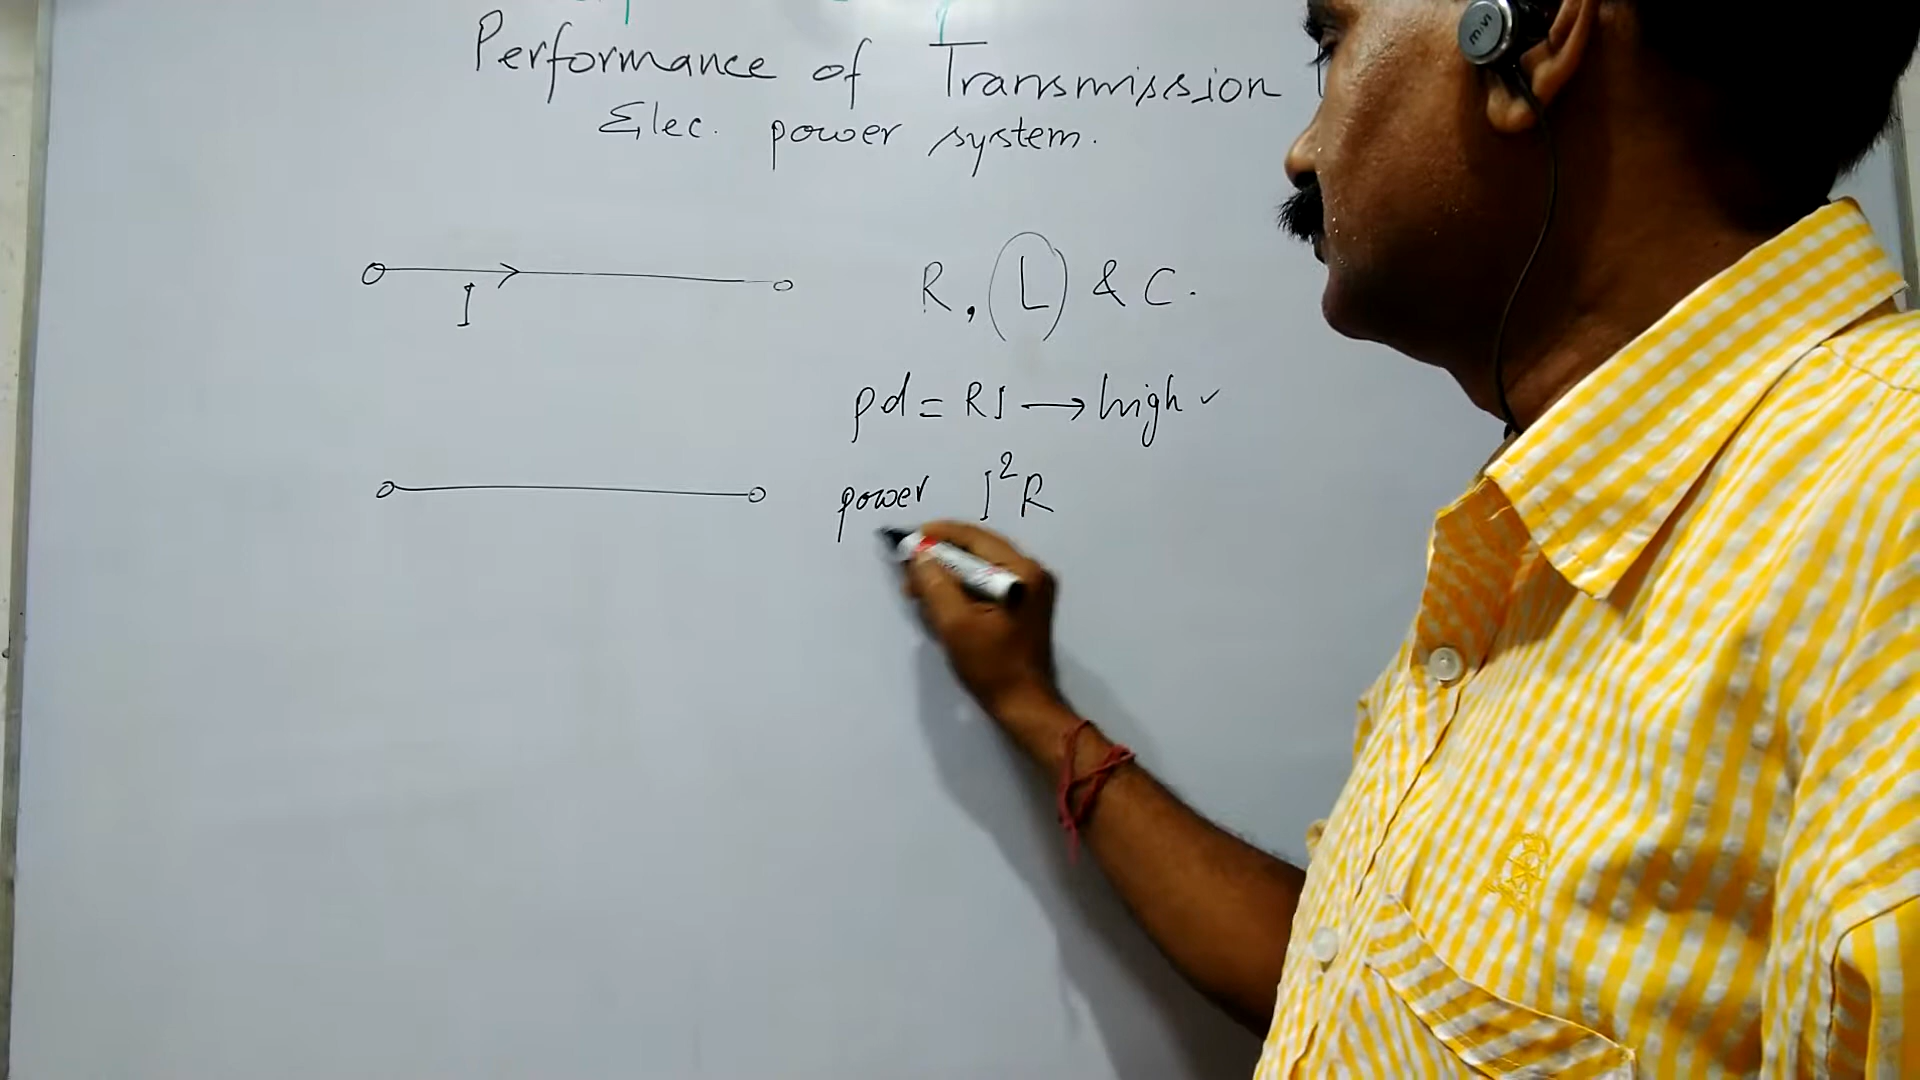 Performance of Transmission
Elec. power system.
I
R, L & C.
pd = RI → high ✓
power I²R